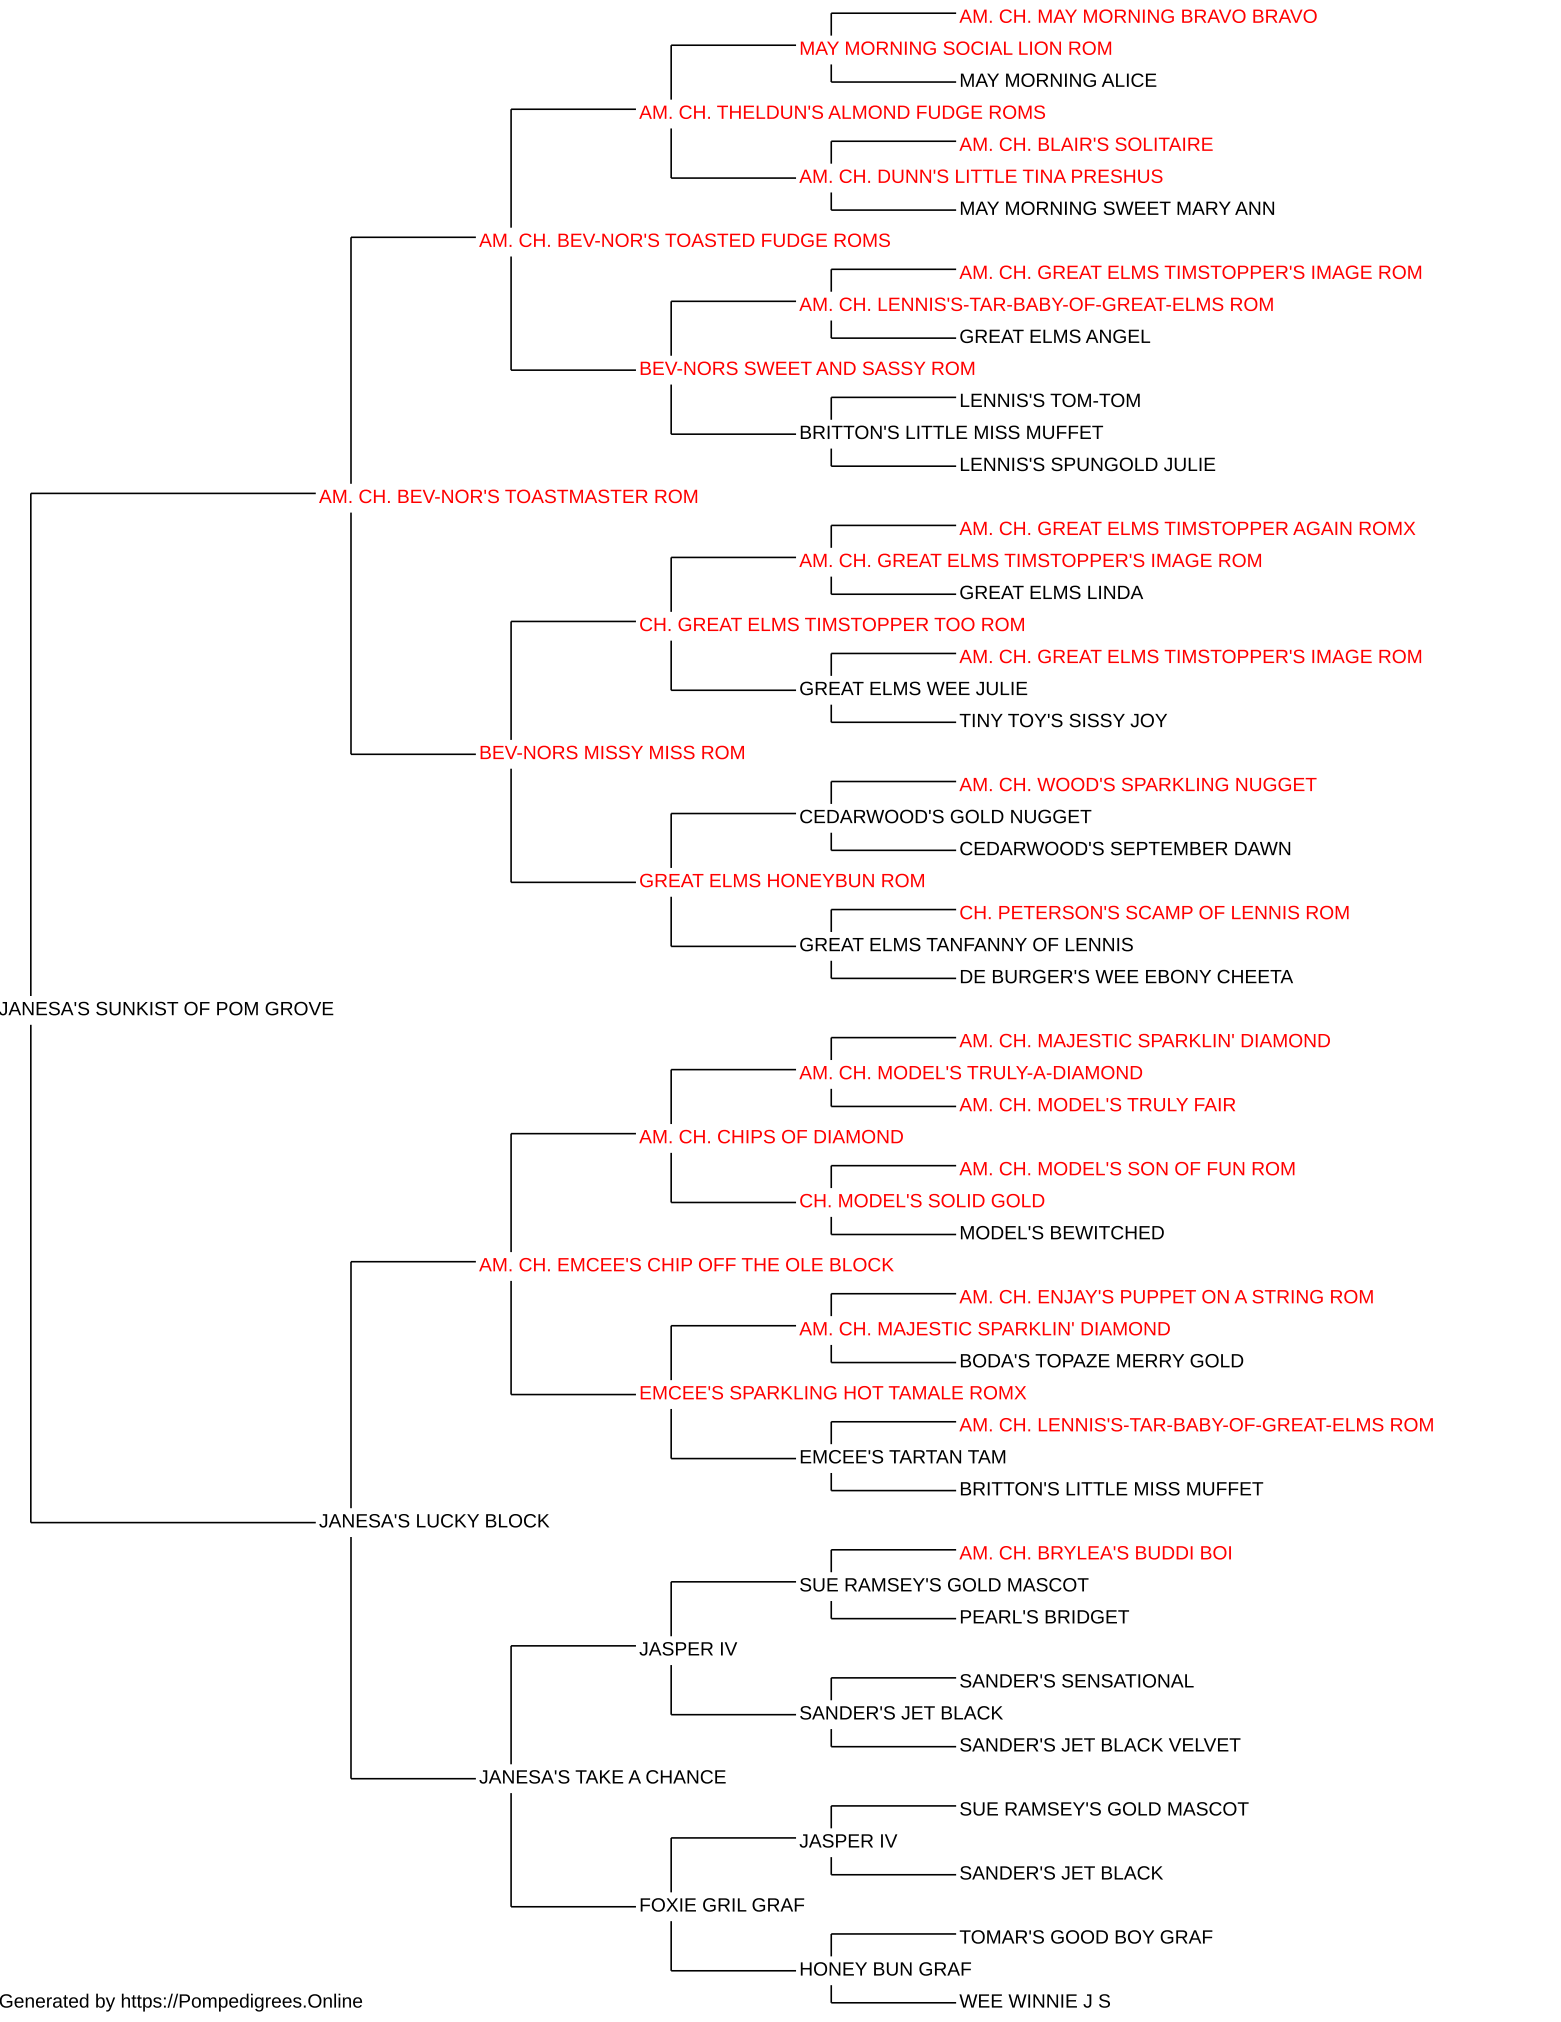 AM. CH. MAY MORNING BRAVO BRAVO
MAY MORNING SOCIAL LION ROM
MAY MORNING ALICE
AM. CH. THELDUN'S ALMOND FUDGE ROMS
AM. CH. BLAIR'S SOLITAIRE
AM. CH. DUNN'S LITTLE TINA PRESHUS
MAY MORNING SWEET MARY ANN
AM. CH. BEV-NOR'S TOASTED FUDGE ROMS
AM. CH. GREAT ELMS TIMSTOPPER'S IMAGE ROM
AM. CH. LENNIS'S-TAR-BABY-OF-GREAT-ELMS ROM
GREAT ELMS ANGEL
BEV-NORS SWEET AND SASSY ROM
LENNIS'S TOM-TOM
BRITTON'S LITTLE MISS MUFFET
LENNIS'S SPUNGOLD JULIE
AM. CH. BEV-NOR'S TOASTMASTER ROM
AM. CH. GREAT ELMS TIMSTOPPER AGAIN ROMX
AM. CH. GREAT ELMS TIMSTOPPER'S IMAGE ROM
GREAT ELMS LINDA
CH. GREAT ELMS TIMSTOPPER TOO ROM
AM. CH. GREAT ELMS TIMSTOPPER'S IMAGE ROM
GREAT ELMS WEE JULIE
TINY TOY'S SISSY JOY
BEV-NORS MISSY MISS ROM
AM. CH. WOOD'S SPARKLING NUGGET
CEDARWOOD'S GOLD NUGGET
CEDARWOOD'S SEPTEMBER DAWN
GREAT ELMS HONEYBUN ROM
CH. PETERSON'S SCAMP OF LENNIS ROM
GREAT ELMS TANFANNY OF LENNIS
DE BURGER'S WEE EBONY CHEETA
JANESA'S SUNKIST OF POM GROVE
AM. CH. MAJESTIC SPARKLIN' DIAMOND
AM. CH. MODEL'S TRULY-A-DIAMOND
AM. CH. MODEL'S TRULY FAIR
AM. CH. CHIPS OF DIAMOND
AM. CH. MODEL'S SON OF FUN ROM
CH. MODEL'S SOLID GOLD
MODEL'S BEWITCHED
AM. CH. EMCEE'S CHIP OFF THE OLE BLOCK
AM. CH. ENJAY'S PUPPET ON A STRING ROM
AM. CH. MAJESTIC SPARKLIN' DIAMOND
BODA'S TOPAZE MERRY GOLD
EMCEE'S SPARKLING HOT TAMALE ROMX
AM. CH. LENNIS'S-TAR-BABY-OF-GREAT-ELMS ROM
EMCEE'S TARTAN TAM
BRITTON'S LITTLE MISS MUFFET
JANESA'S LUCKY BLOCK
AM. CH. BRYLEA'S BUDDI BOI
SUE RAMSEY'S GOLD MASCOT
PEARL'S BRIDGET
JASPER IV
SANDER'S SENSATIONAL
SANDER'S JET BLACK
SANDER'S JET BLACK VELVET
JANESA'S TAKE A CHANCE
SUE RAMSEY'S GOLD MASCOT
JASPER IV
SANDER'S JET BLACK
FOXIE GRIL GRAF
TOMAR'S GOOD BOY GRAF
HONEY BUN GRAF
WEE WINNIE J S
Generated by https://Pompedigrees.Online